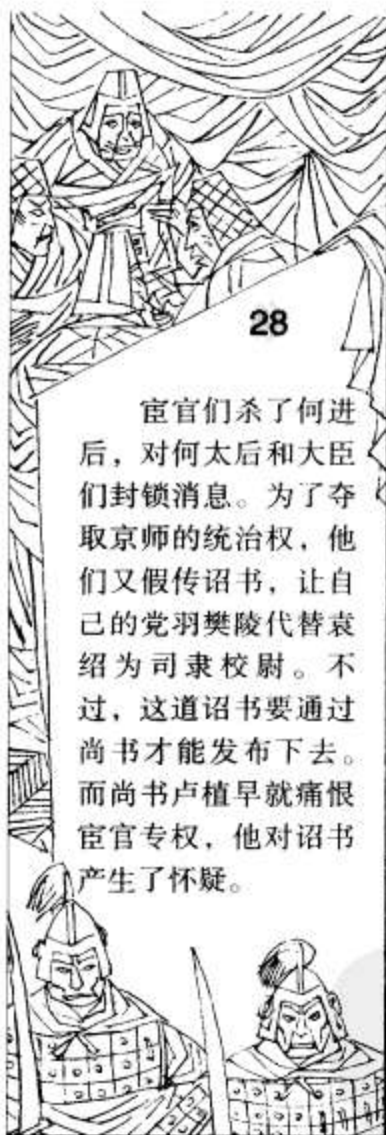 28
宦官们杀了何进
后，对何太后和大臣
们封锁消息。为了夺
取京师的统治权，他
们又假传诏书，让自
己的党羽樊陵代替袁
绍为司隶校尉。不
过，这道诏书要通过
尚书才能发布下去。
而尚书卢植早就痛恨
宦官专权，他对诏书
产生了怀疑。